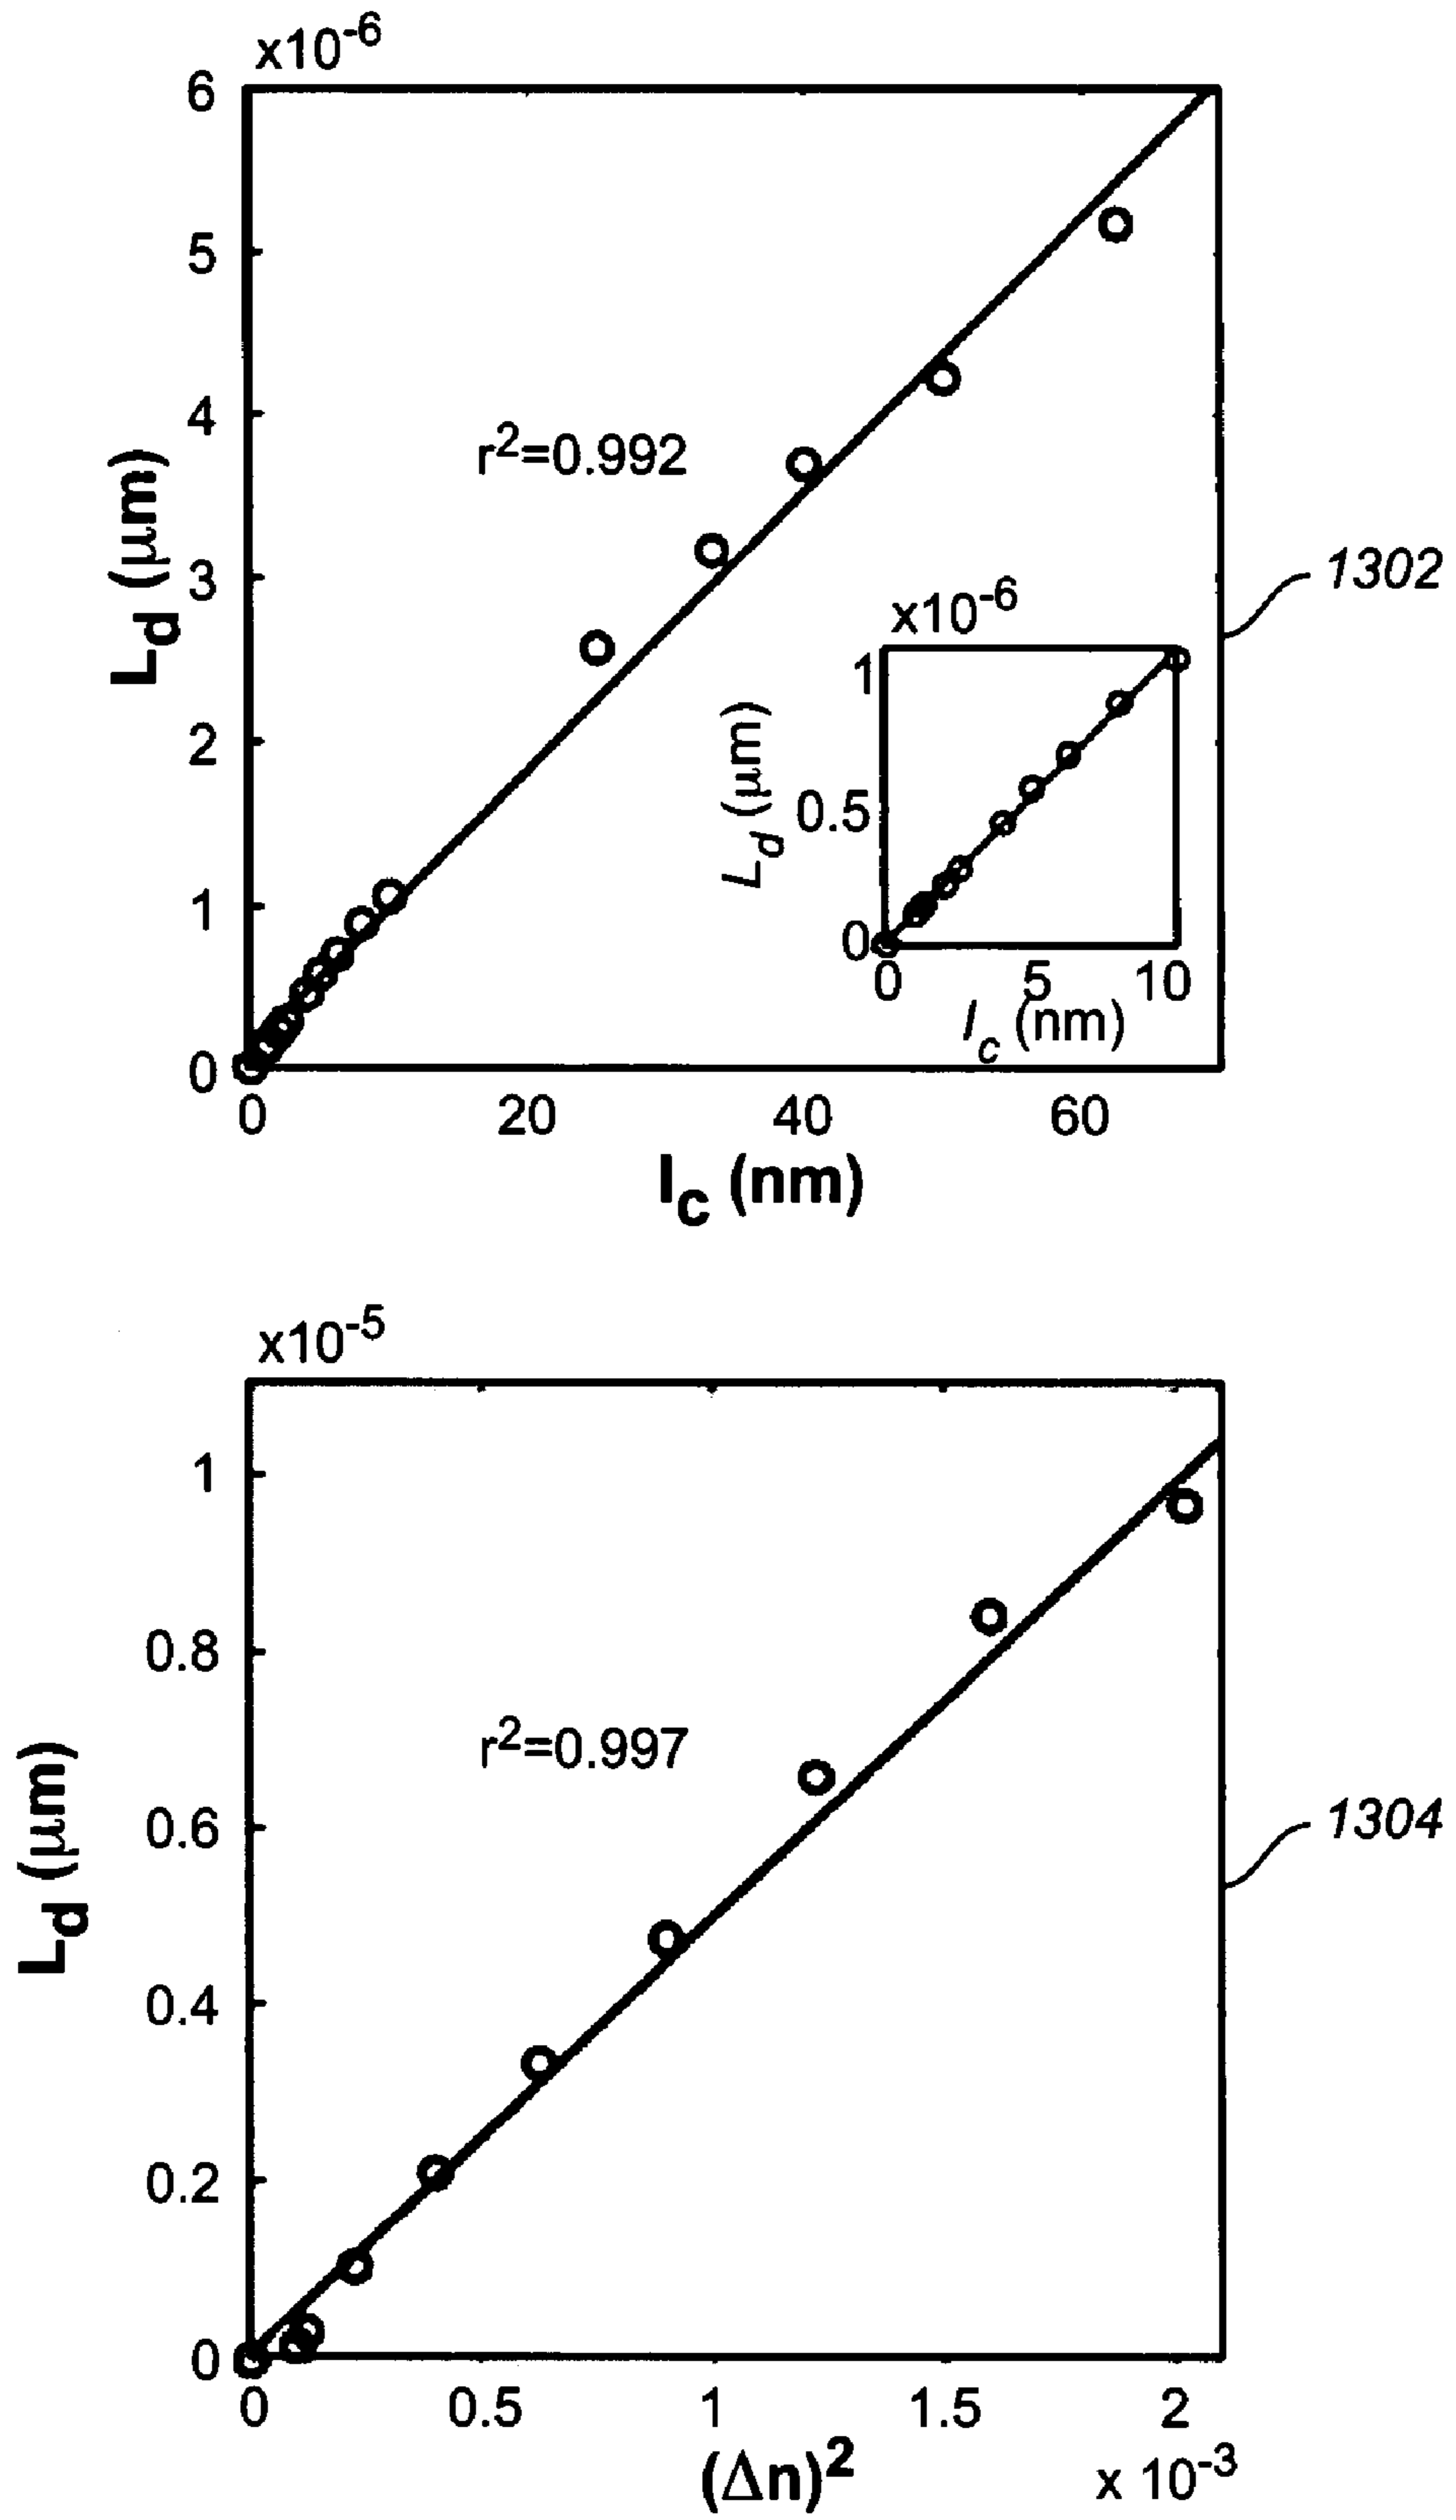 x10-6
6
5
4
3
2
1
0
Ld (μm)
r2=0.992
x10-6
1
0.5
0
Ld (μm)
0 5 10
lc (nm)
1302
0 20 40 60
lc (nm)
x10-5
1
0.8
0.6
0.4
0.2
0
Ld (μm)
r2=0.997
1304
0 0.5 1 1.5 2
(Δn)2
x 10-3